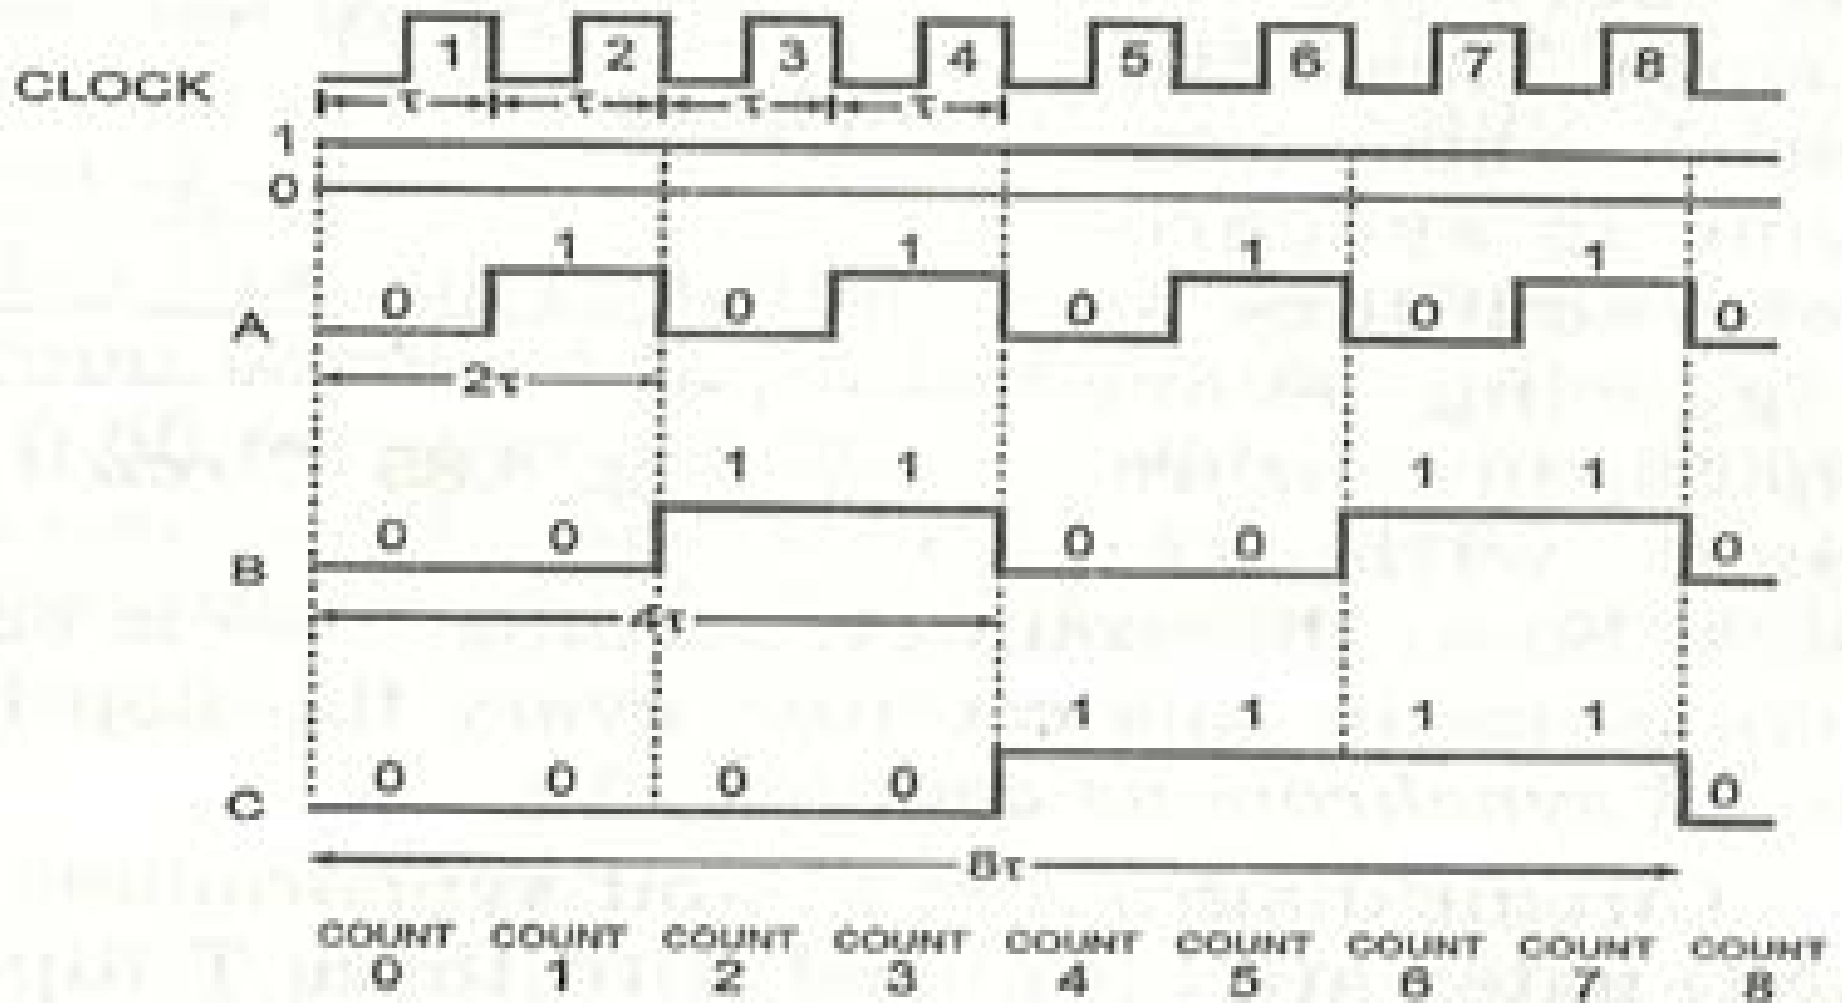 1 2 3 4 5 6 7 8
CLOCK
τ τ τ τ
1
0
1 1 1 1
0 0 0 0 0
A
2τ
1 1 1 1
0 0 0 0 0
B
4τ
1 1 1 1
0 0 0 0 0
C
8τ
COUNT COUNT COUNT COUNT COUNT COUNT COUNT COUNT COUNT
0 1 2 3 4 5 6 7 8